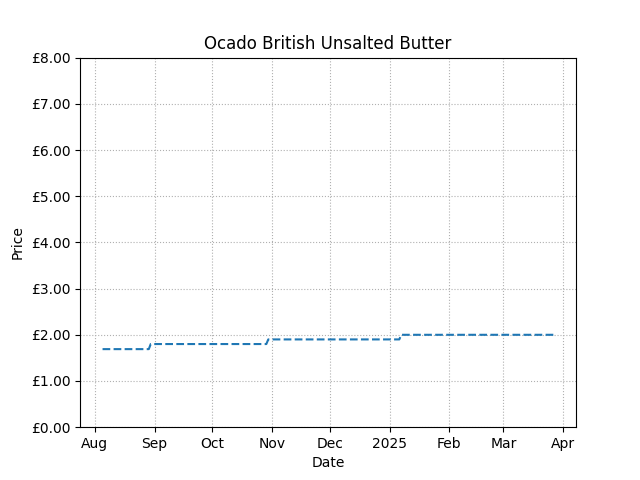 Ocado British Unsalted Butter
£8.00
£7.00
£6.00
£5.00
£4.00
£3.00
£2.00
£1.00
£0.00
Price
Aug Sep Oct Nov Dec 2025 Feb Mar Apr
Date